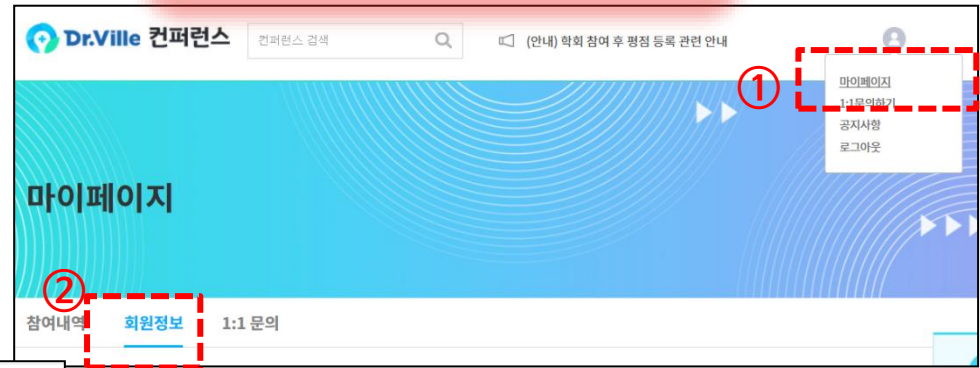 Dr.Ville 컨퍼런스
컨퍼런스 검색
(안내) 학회 참여 후 평점 등록 관련 안내
①
마이페이지
1:1문의하기
공지사항
로그아웃
마이페이지
②
참여내역
회원정보
1:1 문의